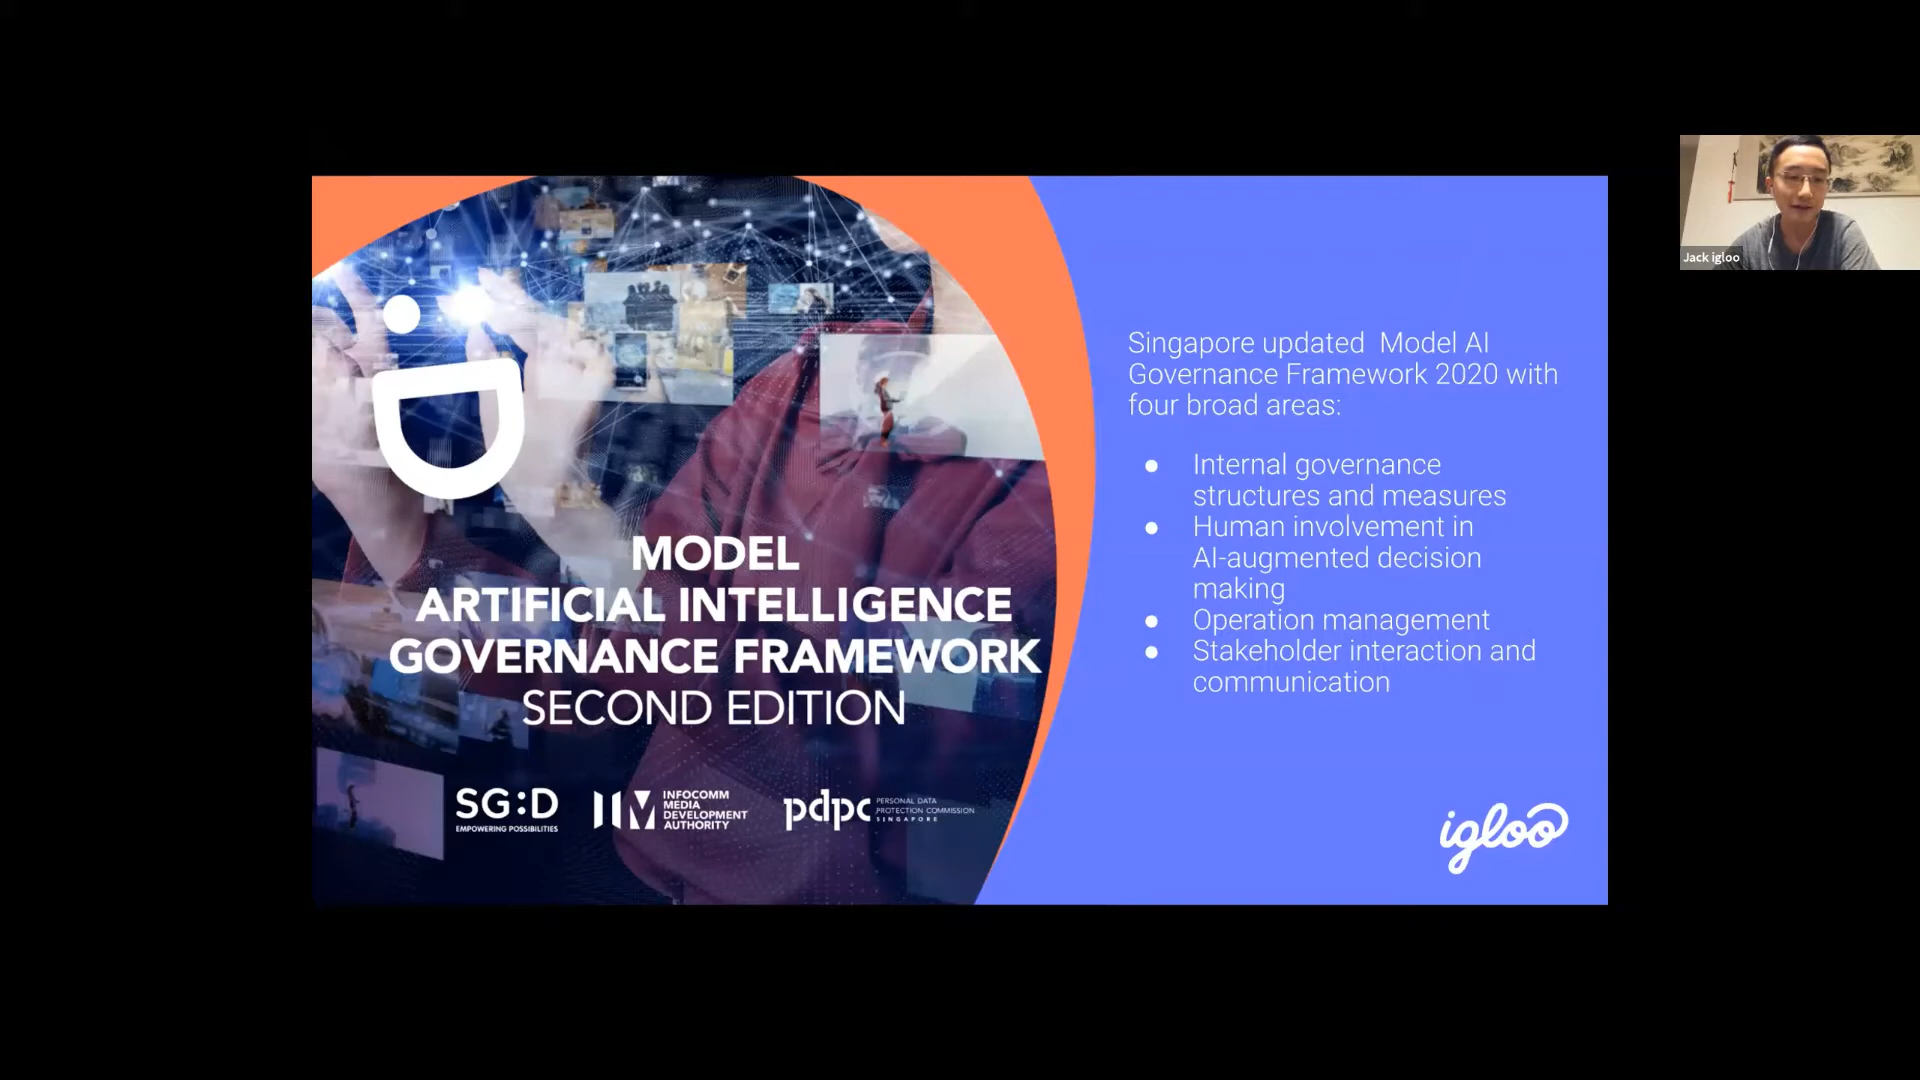 MODEL
ARTIFICIAL INTELLIGENCE
GOVERNANCE FRAMEWORK
SECOND EDITION
SG:D
EMPOWERING POSSIBILITIES
INFOCOMM
MEDIA
DEVELOPMENT
AUTHORITY
pdpc
PERSONAL DATA
PROTECTION COMMISSION
SINGAPORE
Singapore updated  Model AI
Governance Framework 2020 with
four broad areas:
● Internal governance
structures and measures
● Human involvement in
AI-augmented decision
making
● Operation management
● Stakeholder interaction and
communication
igloo
Jack igloo